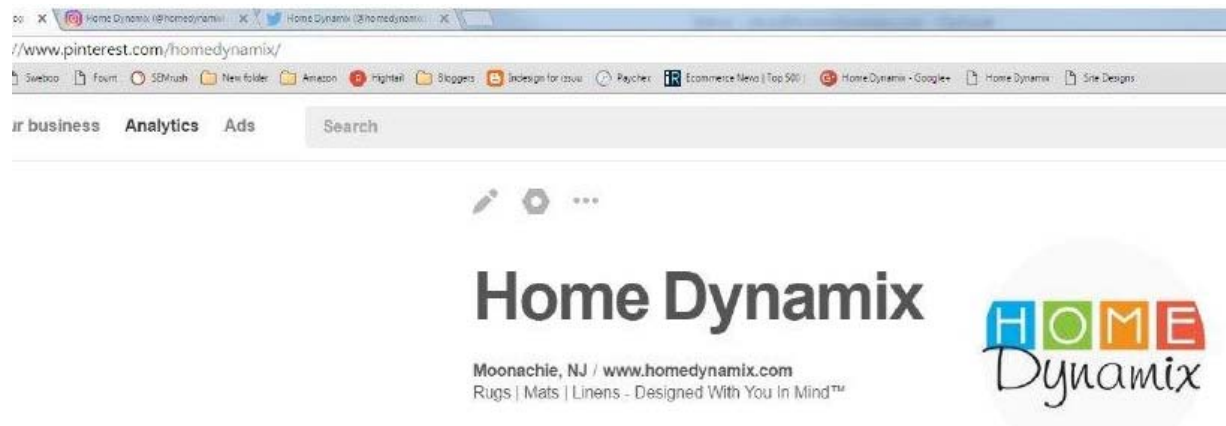 Home Dynamix (@homedynamix
Home Dynamix (@homedynamix
//www.pinterest.com/homedynamix/
Sweboo Fount SEMrush New folder Amazon Hightail Bloggers Indesign for issuu Paychex Ecommerce News | Top 500 | Home Dynamix - Google+ Home Dynamix Site Designs
ur business Analytics Ads Search
Home Dynamix
Moonachie, NJ / www.homedynamix.com
Rugs | Mats | Linens - Designed With You In Mind™
HOME
Dynamix